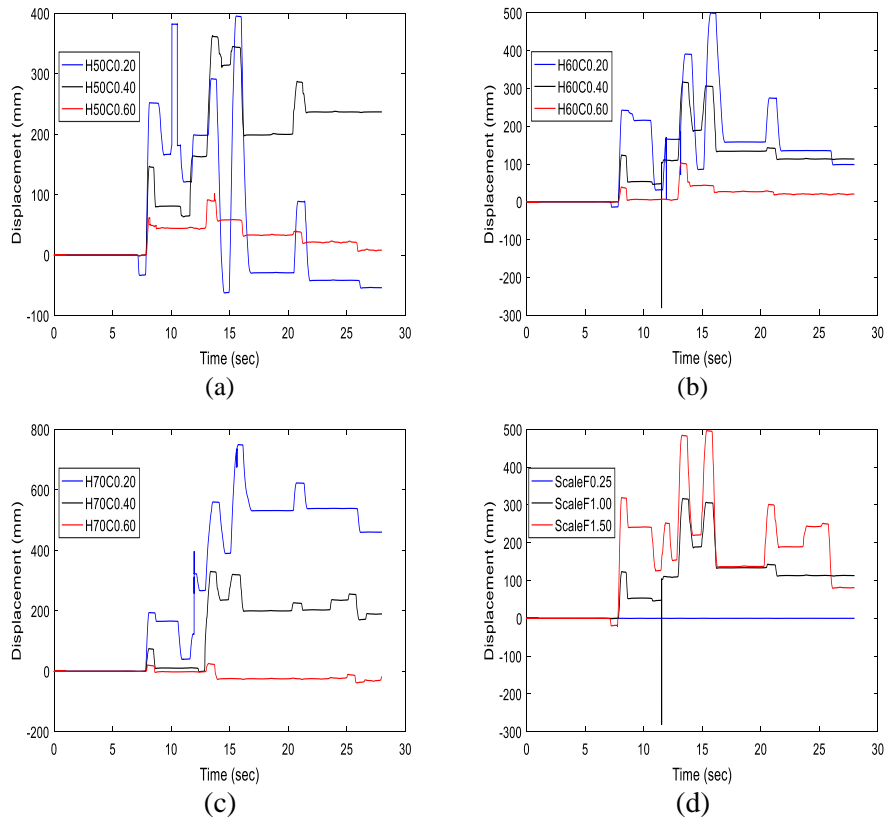 400
300
200
100
0
-100
Displacement (mm)
H50C0.20
H50C0.40
H50C0.60
0 5 10 15 20 25 30
Time (sec)
(a)
500
400
300
200
100
0
-100
-200
-300
Displacement (mm)
H60C0.20
H60C0.40
H60C0.60
0 5 10 15 20 25 30
Time (sec)
(b)
800
600
400
200
0
-200
Displacement (mm)
H70C0.20
H70C0.40
H70C0.60
0 5 10 15 20 25 30
Time (sec)
(c)
500
400
300
200
100
0
-100
-200
-300
Displacement (mm)
ScaleF0.25
ScaleF1.00
ScaleF1.50
0 5 10 15 20 25 30
Time (sec)
(d)